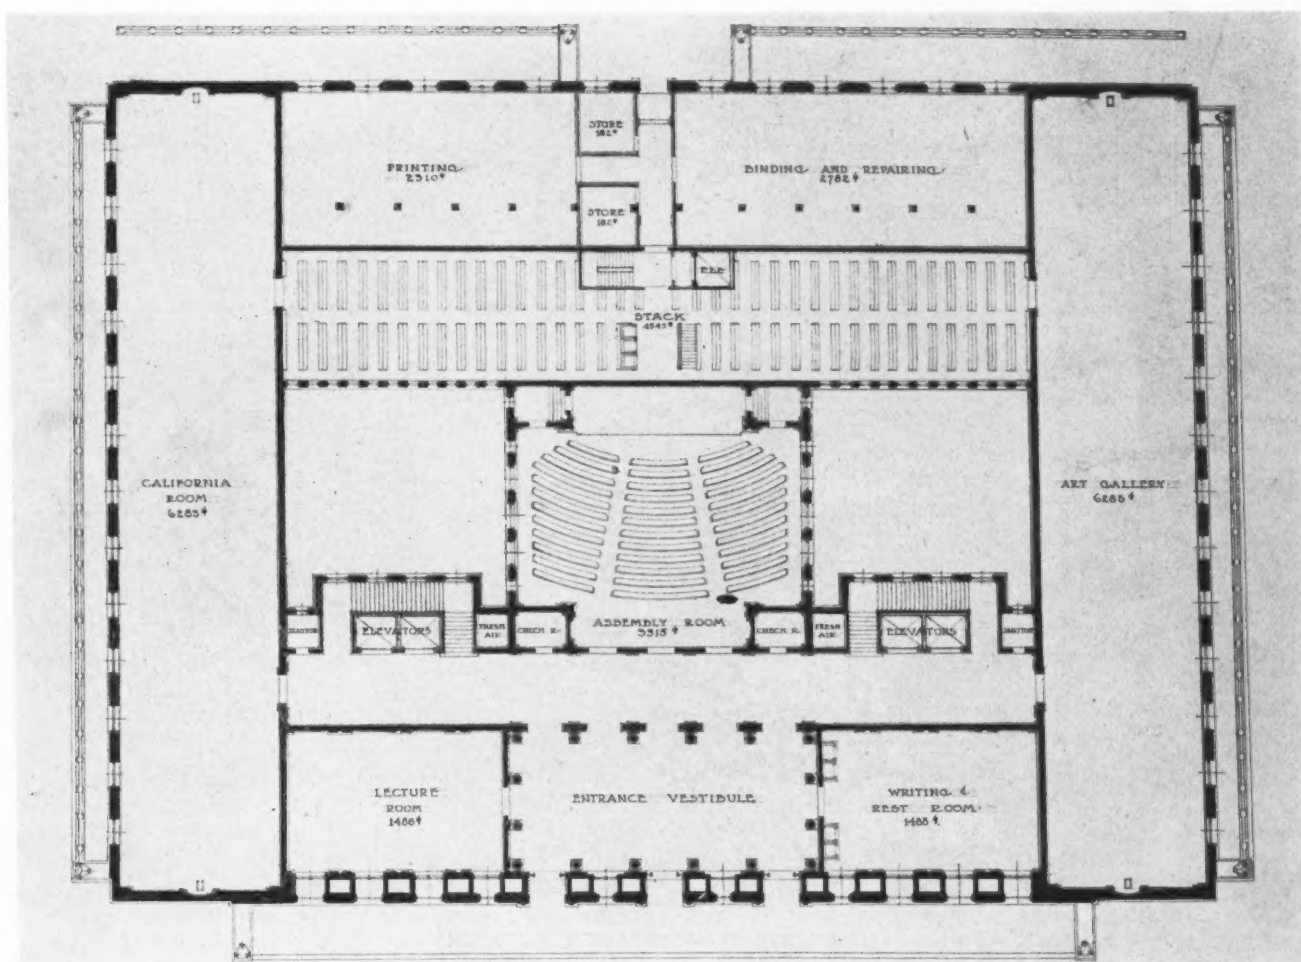 STORE
182⌗
PRINTING
2310⌗
BINDING AND REPAIRING
2782⌗
STORE
182⌗
ELE
STACK
4545⌗
CALIFORNIA
ROOM
6285⌗
ART GALLERY
6285⌗
JANITOR
ELEVATORS
FRESH
AIR
CHECK R.
ASSEMBLY ROOM
3315⌗
CHECK R.
FRESH
AIR
ELEVATORS
JANITOR
LECTURE
ROOM
1488⌗
ENTRANCE VESTIBULE
WRITING &
REST ROOM
1488⌗